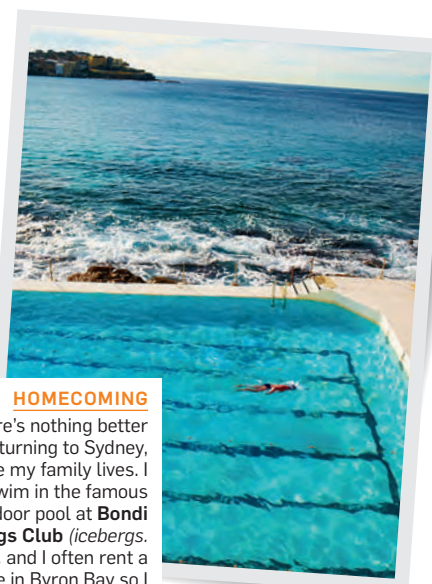 HOMECOMING
re's nothing better
turning to Sydney,
e my family lives. I
wim in the famous
door pool at Bondi
gs Club (icebergs.
and I often rent a
e in Byron Bay so I